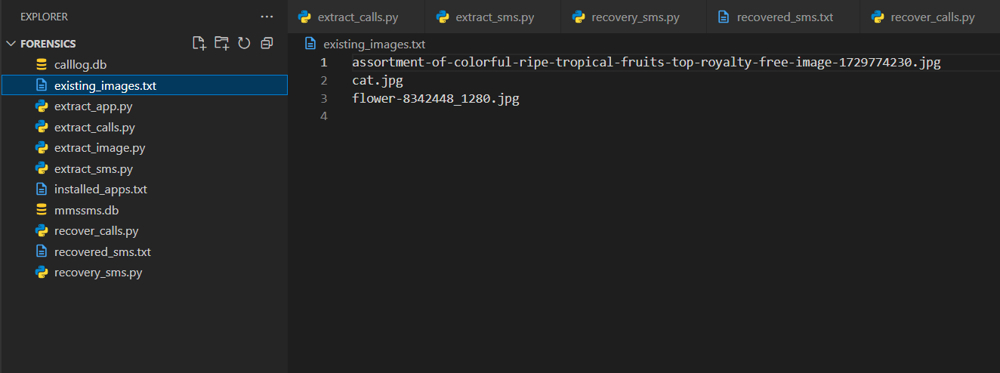 EXPLORER
FORENSICS
calllog.db
existing_images.txt
extract_app.py
extract_calls.py
extract_image.py
extract_sms.py
installed_apps.txt
mmssms.db
recover_calls.py
recovered_sms.txt
recovery_sms.py
extract_calls.py extract_sms.py recovery_sms.py recovered_sms.txt recover_calls.py
existing_images.txt
1 assortment-of-colorful-ripe-tropical-fruits-top-royalty-free-image-1729774230.jpg
2 cat.jpg
3 flower-8342448_1280.jpg
4